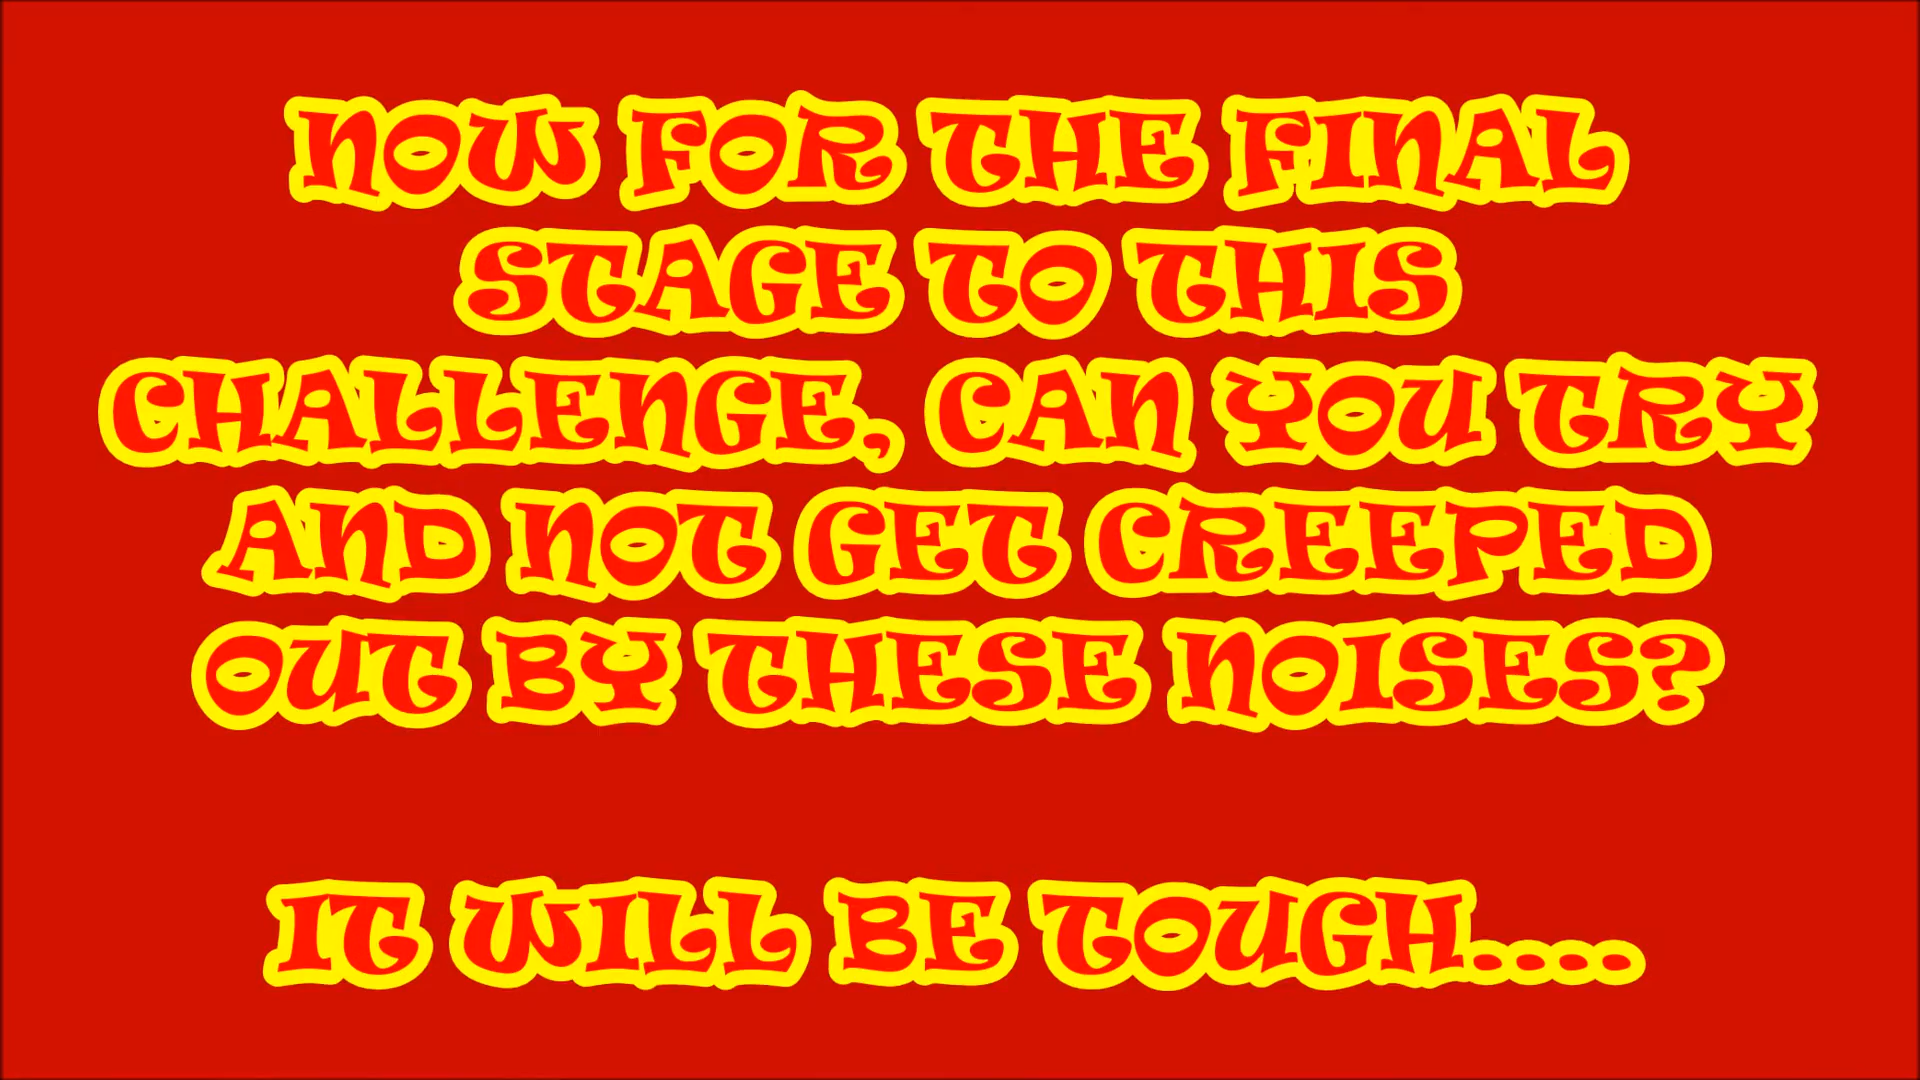 NOW FOR THE FINAL
STAGE TO THIS
CHALLENGE, CAN YOU TRY
AND NOT GET CREEPED
OUT BY THESE NOISES?
IT WILL BE TOUGH....